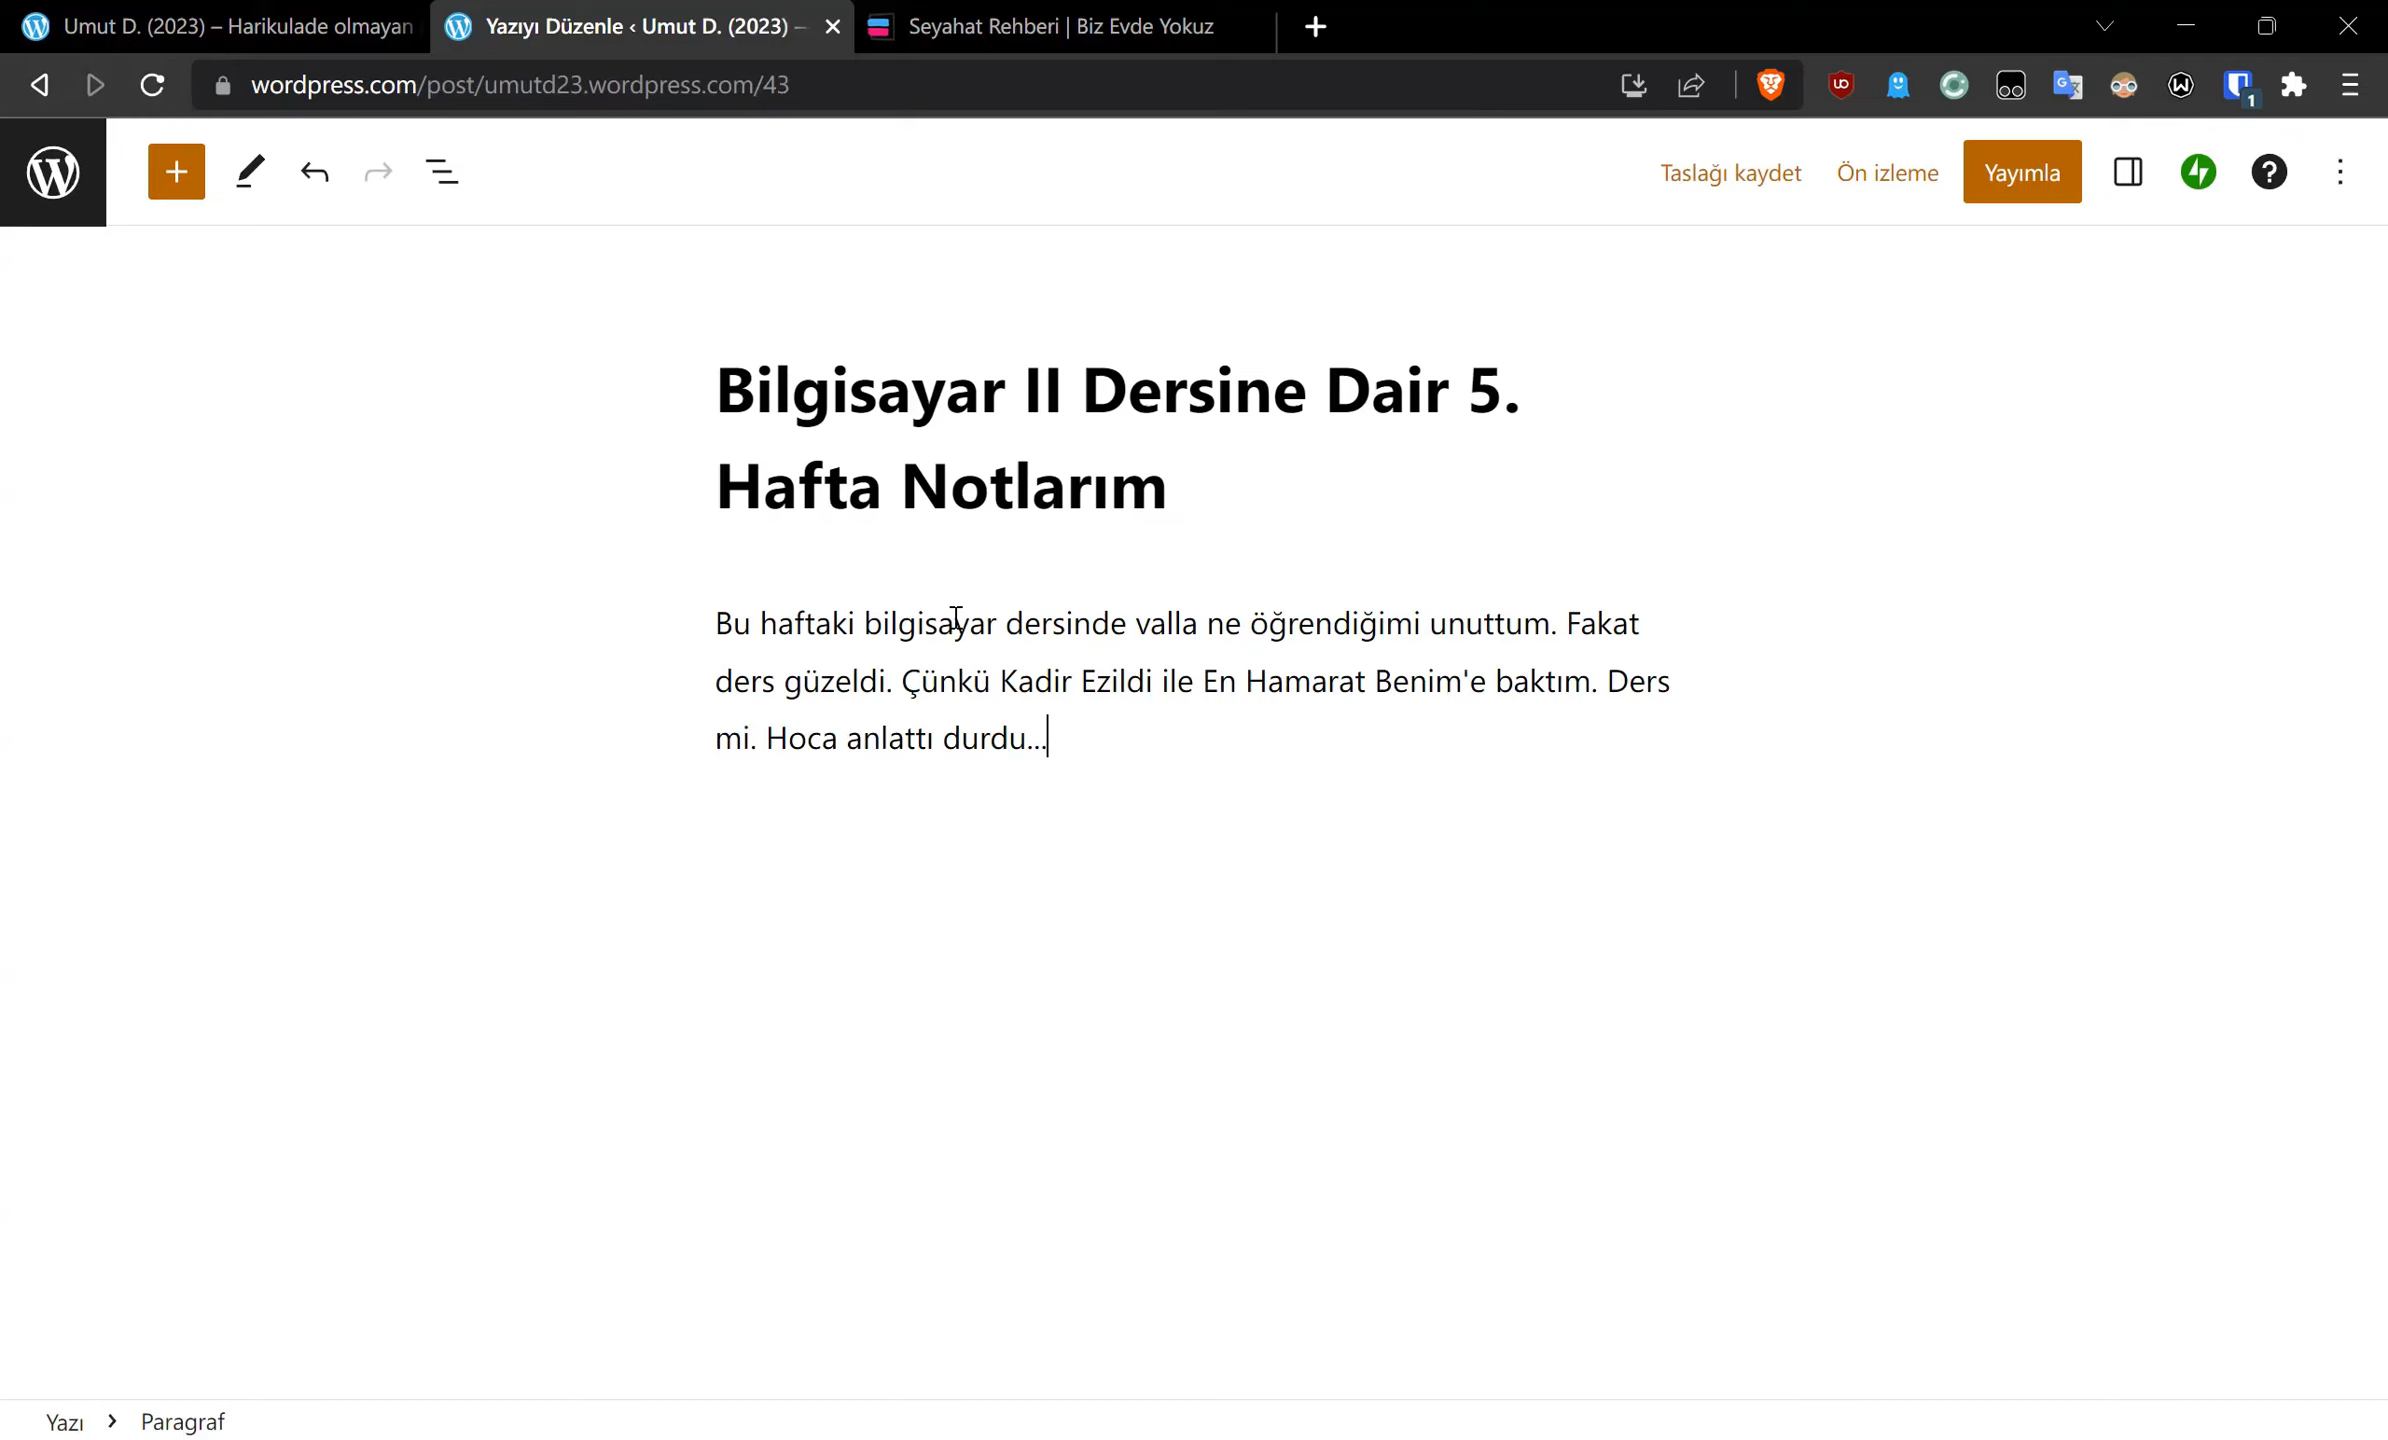 Umut D. (2023) – Harikulade olmayan
Yazıyı Düzenle ‹ Umut D. (2023) –
Seyahat Rehberi | Biz Evde Yokuz
wordpress.com/post/umutd23.wordpress.com/43
1
Taslağı kaydet
Ön izleme
Yayımla
Bilgisayar II Dersine Dair 5.
Hafta Notlarım
Bu haftaki bilgisayar dersinde valla ne öğrendiğimi unuttum. Fakat
ders güzeldi. Çünkü Kadir Ezildi ile En Hamarat Benim'e baktım. Ders
mi. Hoca anlattı durdu...
Yazı › Paragraf